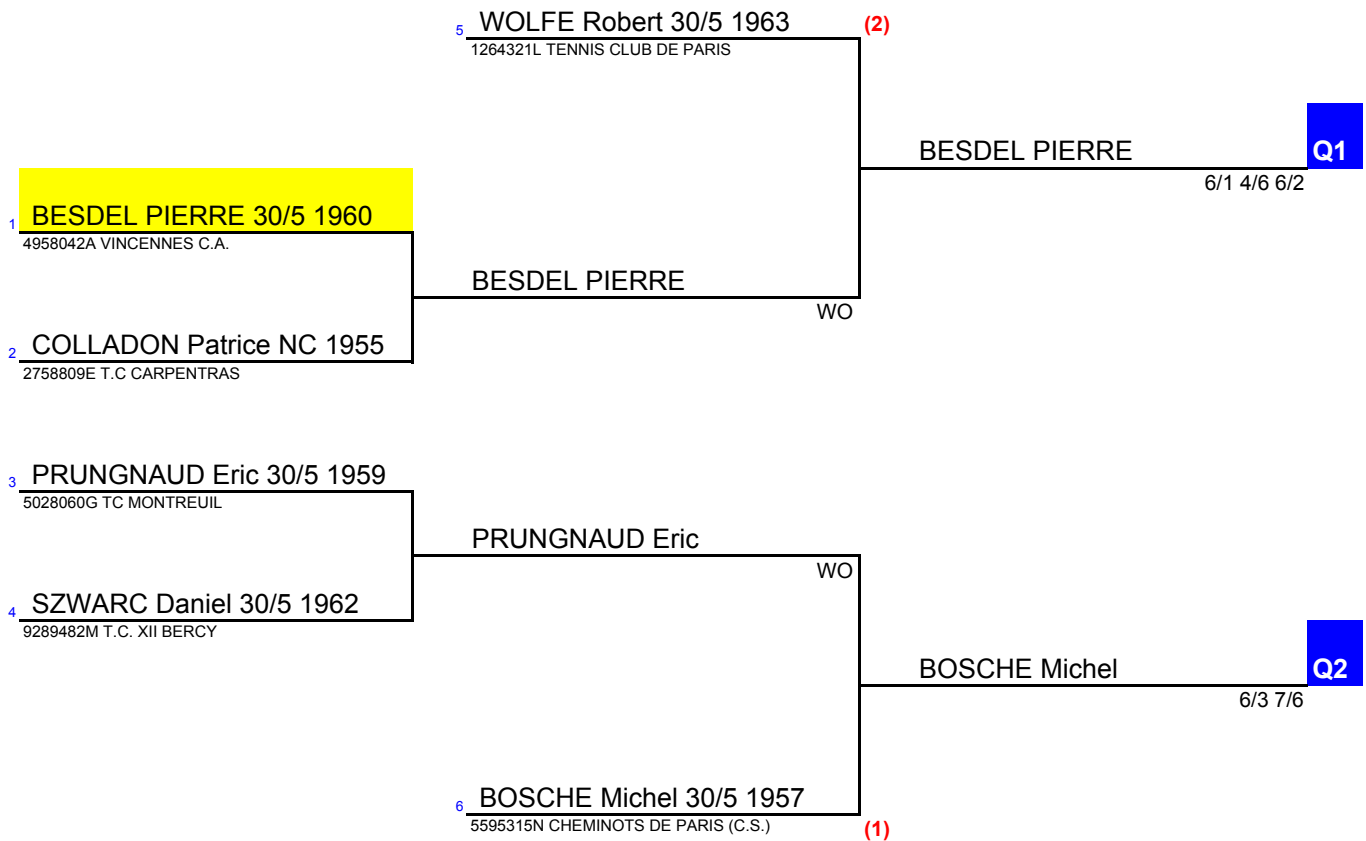 5 WOLFE Robert 30/5 1963 (2)
1264321L TENNIS CLUB DE PARIS
BESDEL PIERRE Q1
6/1 4/6 6/2
1 BESDEL PIERRE 30/5 1960
4958042A VINCENNES C.A.
BESDEL PIERRE
WO
2 COLLADON Patrice NC 1955
2758809E T.C CARPENTRAS
3 PRUNGNAUD Eric 30/5 1959
5028060G TC MONTREUIL
PRUNGNAUD Eric
WO
4 SZWARC Daniel 30/5 1962
9289482M T.C. XII BERCY
BOSCHE Michel Q2
6/3 7/6
6 BOSCHE Michel 30/5 1957
5595315N CHEMINOTS DE PARIS (C.S.) (1)